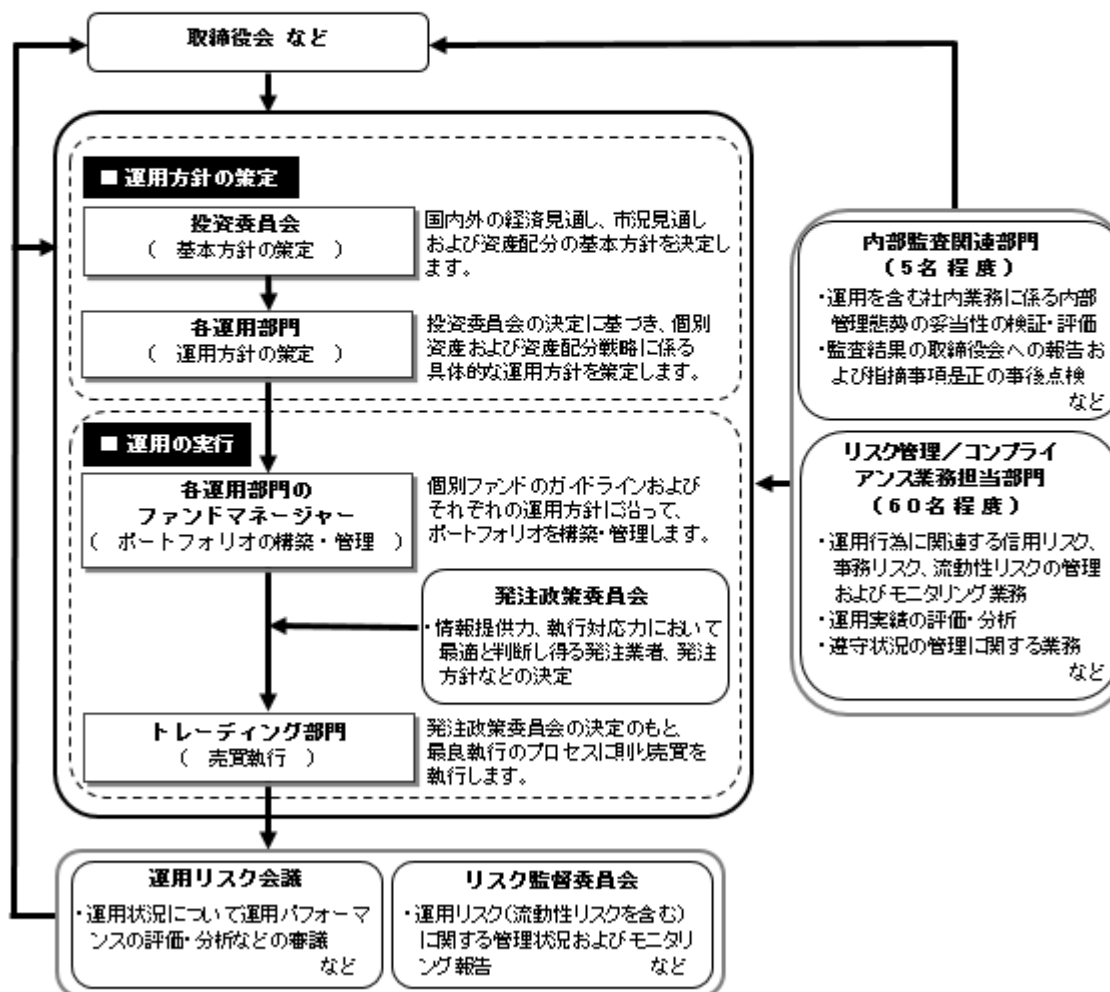 取締役会 など
■ 運用方針の策定
投資委員会
( 基本方針の策定 )
国内外の経済見通し、市況見通し
および資産配分の基本方針を決定し
ます。
各運用部門
( 運用方針の策定 )
投資委員会の決定に基づき、個別
資産および資産配分戦略に係る
具体的な運用方針を策定します。
■ 運用の実行
各運用部門の
ファンドマネージャー
( ポートフォリオの構築・管理 )
個別ファンドのガイドラインおよび
それぞれの運用方針に沿って、
ポートフォリオを構築・管理します。
発注政策委員会
・情報提供力、執行対応力において
最適と判断し得る発注業者、発注
方針などの決定
トレーディング部門
( 売買執行 )
発注政策委員会の決定のもと、
最良執行のプロセスに則り売買を
執行します。
内部監査関連部門
(5名程度)
・運用を含む社内業務に係る内部
管理態勢の妥当性の検証・評価
・監査結果の取締役会への報告お
よび指摘事項是正の事後点検
など
リスク管理／コンプライ
アンス業務担当部門
(60名程度)
・運用行為に関連する信用リスク、
事務リスク、流動性リスクの管理
およびモニタリング業務
・運用実績の評価・分析
・遵守状況の管理に関する業務
など
運用リスク会議
・運用状況について運用パフォーマ
ンスの評価・分析などの審議
など
リスク監督委員会
・運用リスク(流動性リスクを含む)
に関する管理状況およびモニタリ
ング報告 など